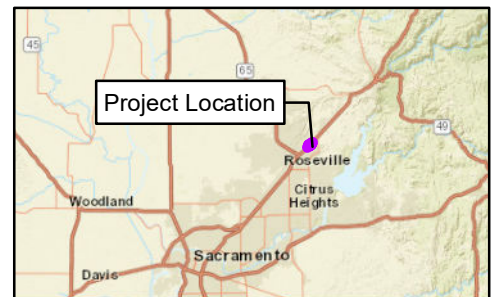 45
65
Project Location
49
Roseville
Citrus
Heights
Woodland
Sacramento
Davis